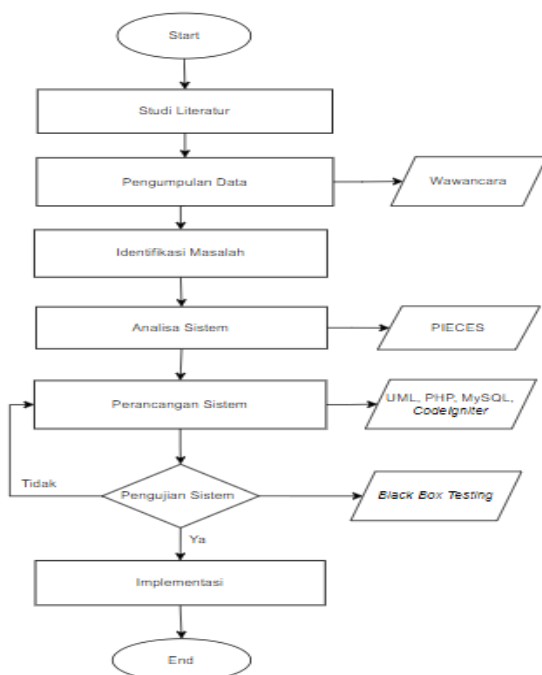 Start
Studi Literatur
Pengumpulan Data
Wawancara
Identifikasi Masalah
Analisa Sistem
PIECES
Perancangan Sistem
UML, PHP, MySQL,
CodeIgniter
Tidak
Pengujian Sistem
Black Box Testing
Ya
Implementasi
End